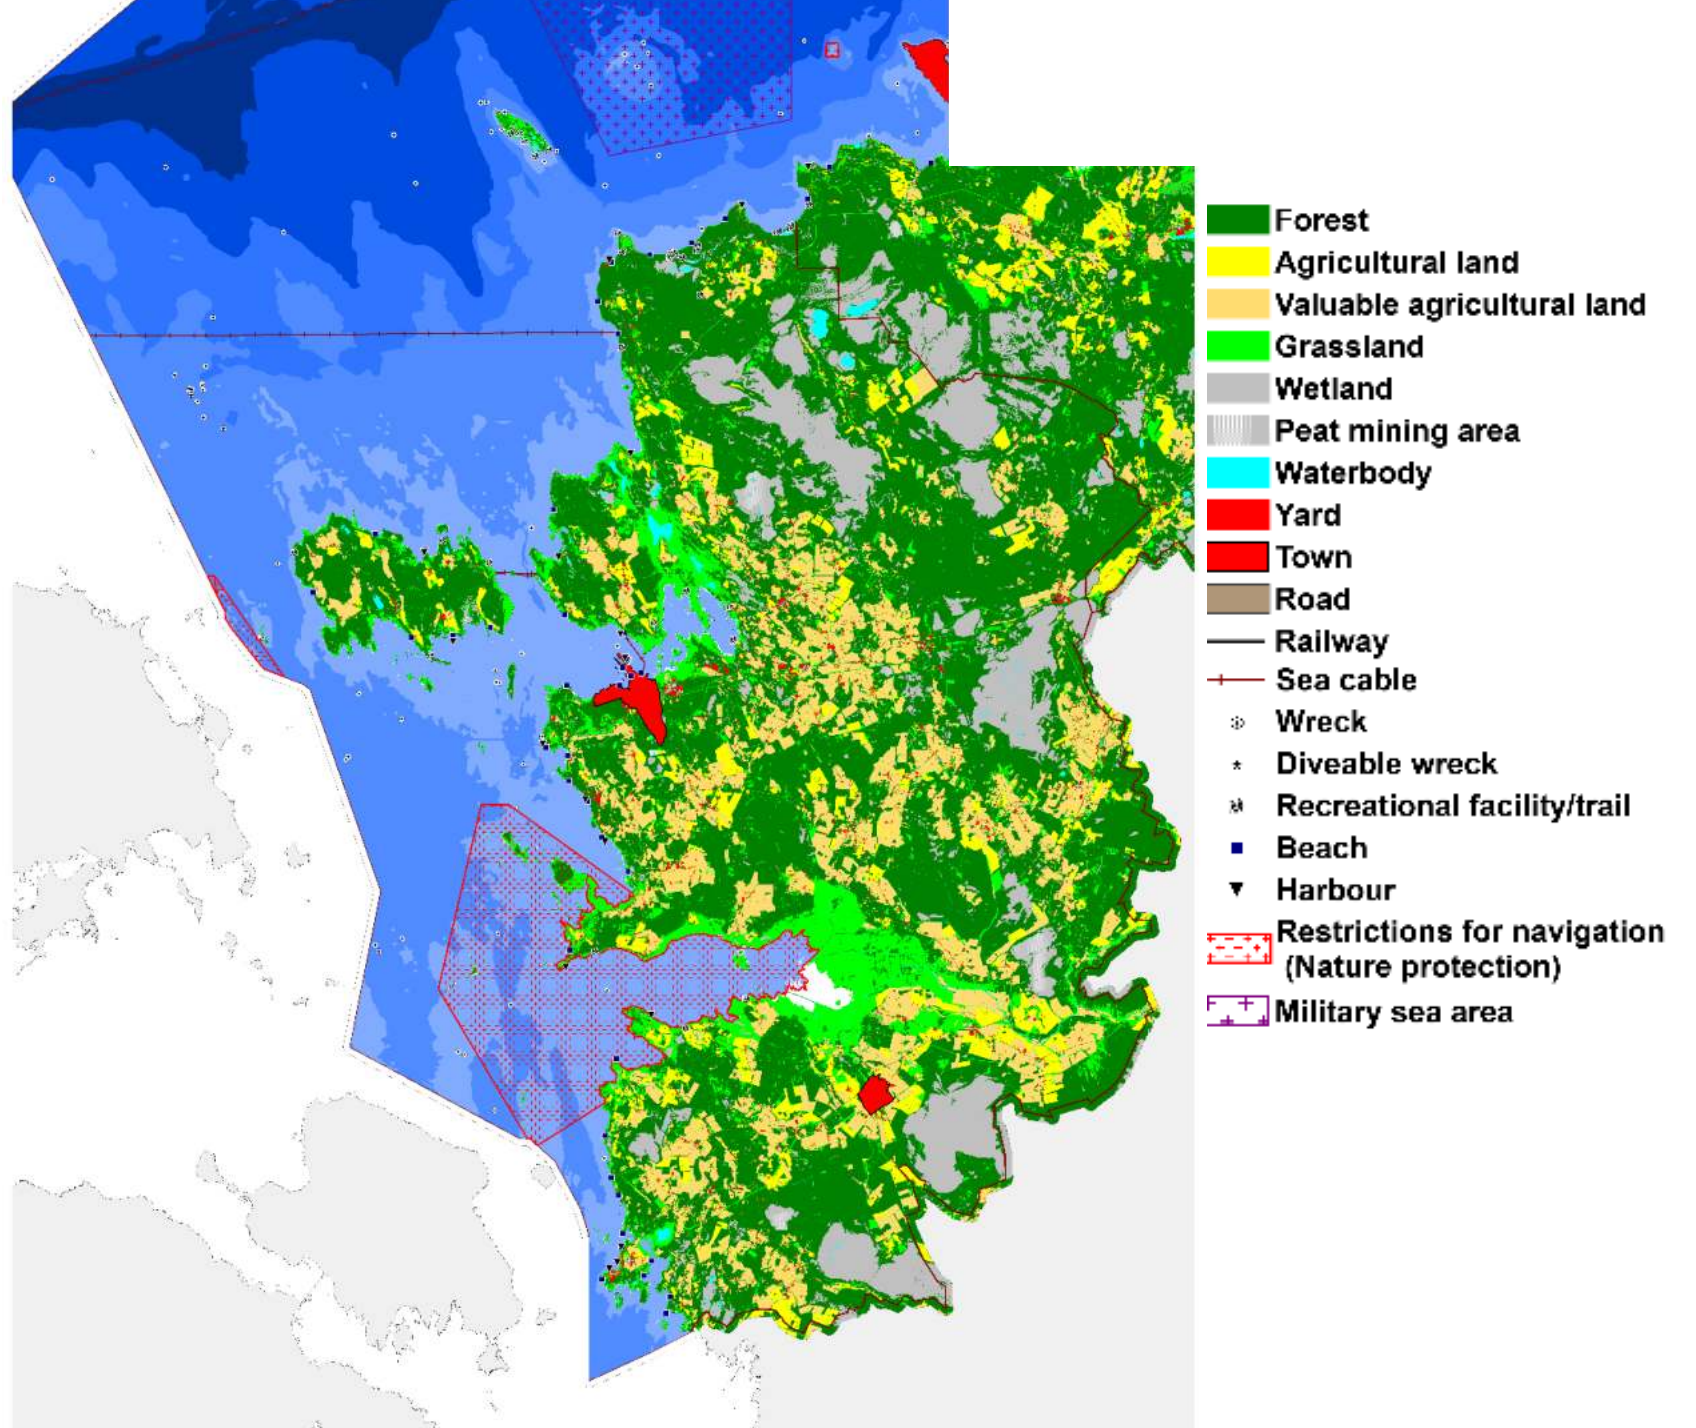 Forest
Agricultural land
Valuable agricultural land
Grassland
Wetland
Peat mining area
Waterbody
Yard
Town
Road
Railway
Sea cable
Wreck
Diveable wreck
Recreational facility/trail
Beach
Harbour
Restrictions for navigation
(Nature protection)
Military sea area